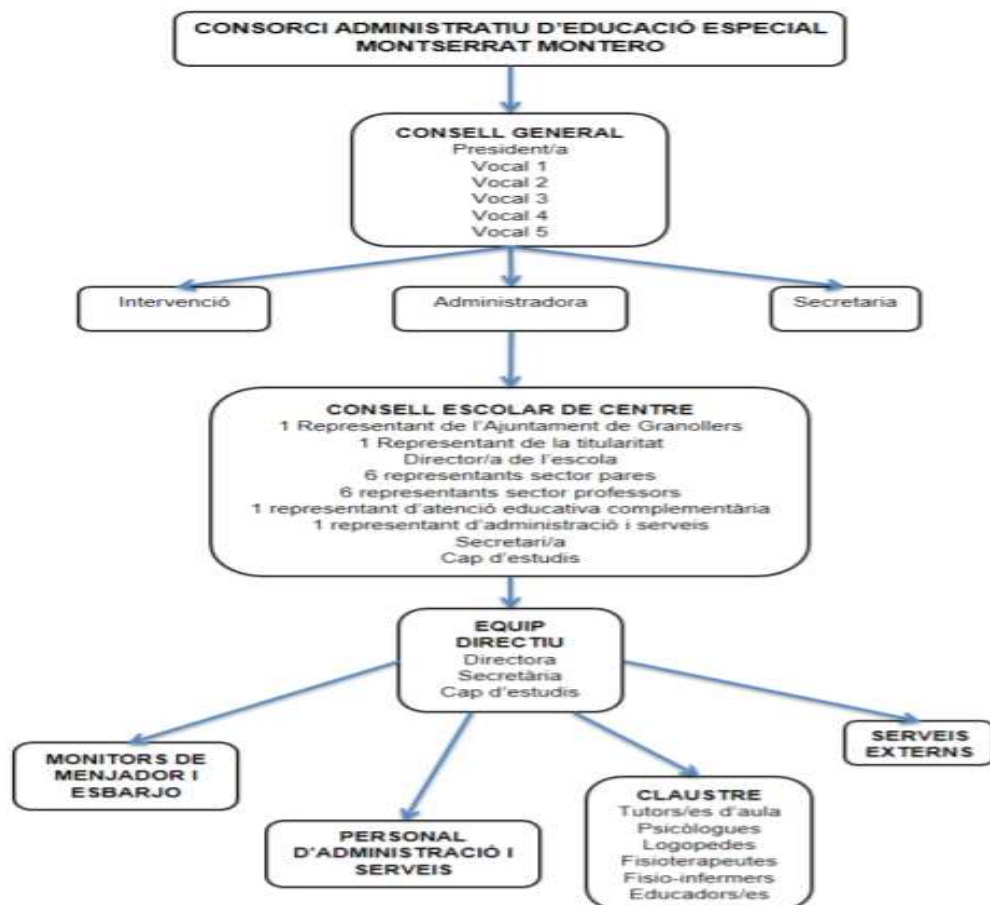 CONSORCI ADMINISTRATIU D'EDUCACIÓ ESPECIAL
MONTSERRAT MONTERO
CONSELL GENERAL
President/a
Vocal 1
Vocal 2
Vocal 3
Vocal 4
Vocal 5
Intervenció
Administradora
Secretaria
CONSELL ESCOLAR DE CENTRE
1 Representant de l'Ajuntament de Granollers
1 Representant de la titularitat
Director/a de l'escola
6 representants sector pares
6 representants sector professors
1 representant d'atenció educativa complementària
1 representant d'administració i serveis
Secretari/a
Cap d'estudis
EQUIP
DIRECTIU
Directora
Secretària
Cap d'estudis
MONITORS DE
MENJADOR I
ESBARJO
PERSONAL
D'ADMINISTRACIÓ I
SERVEIS
CLAUSTRE
Tutors/es d'aula
Psicòlogues
Logopedes
Fisioterapeutes
Fisio-infermers
Educadors/es
SERVEIS
EXTERNS